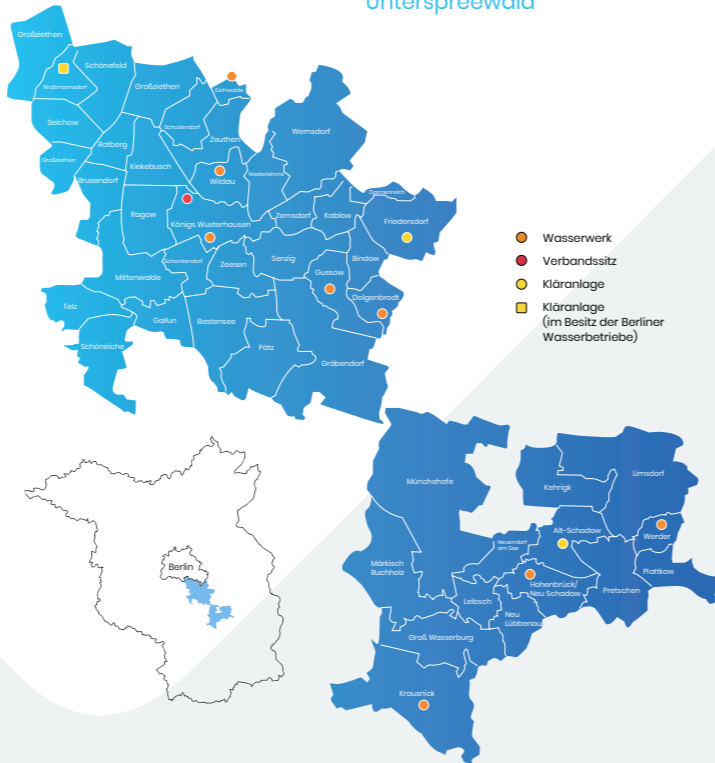 Unterspreewald
Großziethen
Schönefeld
Waßmannsdorf
Großziethen
Eichwalde
Selchow
Schulzendorf
Wernsdorf
Rotberg
Zeuthen
Großziethen
Kiekebusch
Niederlehme
Brusendorf
Wildau
Dannenreich
Ragow
Königs Wusterhausen
Zernsdorf
Kablow
Friedersdorf
Schenkendorf
Zeesen
Senzig
Bindow
Mittenwalde
Gussow
Dolgenbrodt
Telz
Gallun
Bestensee
Schöneiche
Pätz
Gräbendorf
Wasserwerk
Verbandssitz
Kläranlage
Kläranlage
(im Besitz der Berliner
Wasserbetriebe)
Berlin
Münchehofe
Kehrigk
Limsdorf
Alt-Schadow
Werder
Neuendorf
am See
Märkisch
Buchholz
Plattkow
Hohenbrück/
Neu Schadow
Pretschen
Leibsch
Neu
Lübbenau
Groß Wasserburg
Krausnick